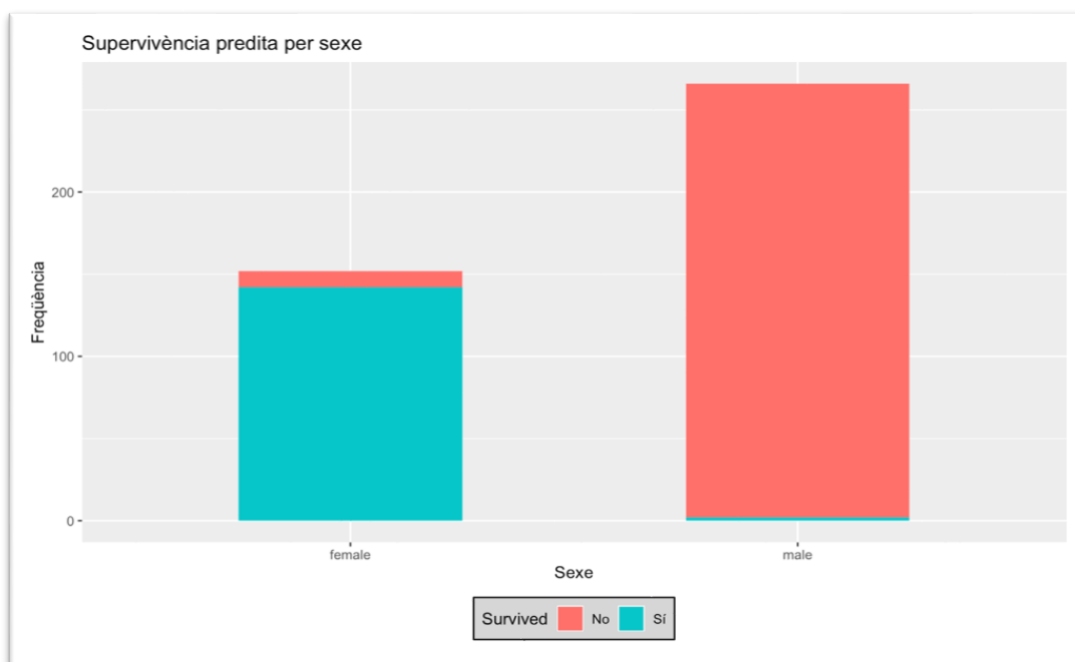 Supervivència predita per sexe
Freqüència
200
100
0
female
male
Sexe
Survived No Sí